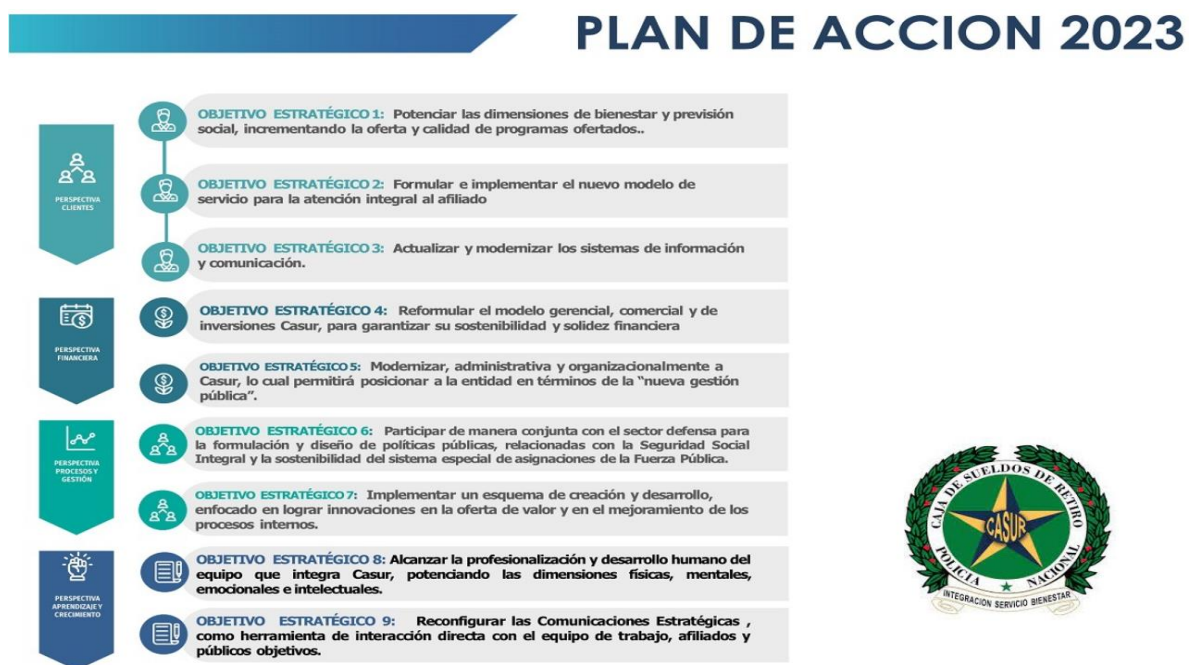 PLAN DE ACCION 2023
PERSPECTIVA
CLIENTES
OBJETIVO ESTRATÉGICO 1: Potenciar las dimensiones de bienestar y previsión
social, incrementando la oferta y calidad de programas ofertados..
OBJETIVO ESTRATÉGICO 2: Formular e implementar el nuevo modelo de
servicio para la atención integral al afiliado
OBJETIVO ESTRATÉGICO 3: Actualizar y modernizar los sistemas de información
y comunicación.
PERSPECTIVA
FINANCIERA
OBJETIVO ESTRATÉGICO 4: Reformular el modelo gerencial, comercial y de
inversiones Casur, para garantizar su sostenibilidad y solidez financiera
OBJETIVO ESTRATÉGICO 5: Modernizar, administrativa y organizacionalmente a
Casur, lo cual permitirá posicionar a la entidad en términos de la “nueva gestión
pública”.
PERSPECTIVA
PROCESOS Y
GESTIÓN
OBJETIVO ESTRATÉGICO 6: Participar de manera conjunta con el sector defensa para
la formulación y diseño de políticas públicas, relacionadas con la Seguridad Social
Integral y la sostenibilidad del sistema especial de asignaciones de la Fuerza Pública.
OBJETIVO ESTRATÉGICO 7: Implementar un esquema de creación y desarrollo,
enfocado en lograr innovaciones en la oferta de valor y en el mejoramiento de los
procesos internos.
PERSPECTIVA
APRENDIZAJE Y
CRECIMIENTO
OBJETIVO ESTRATÉGICO 8: Alcanzar la profesionalización y desarrollo humano del
equipo que integra Casur, potenciando las dimensiones físicas, mentales,
emocionales e intelectuales.
OBJETIVO ESTRATÉGICO 9: Reconfigurar las Comunicaciones Estratégicas ,
como herramienta de interacción directa con el equipo de trabajo, afiliados y
públicos objetivos.
CAJA DE SUELDOS DE RETIRO
CASUR
POLICIA NACIONAL
INTEGRACION SERVICIO BIENESTAR